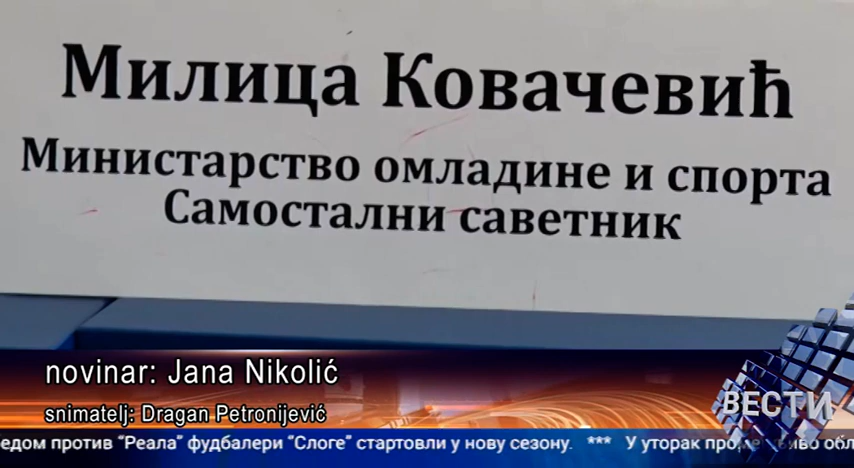 Милица Ковачевић
Министарство омладине и спорта
Самостални саветник
novinar: Jana Nikolić
snimatelj: Dragan Petronijević
ВЕСТИ
против “Реала” фудбалери “Слоге” стартовли у нову сезону. *** У уторак